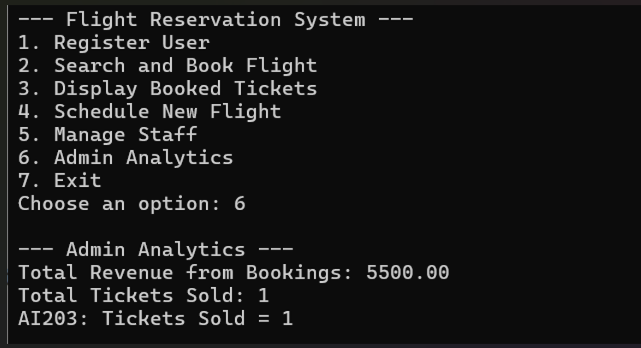 --- Flight Reservation System ---
1. Register User
2. Search and Book Flight
3. Display Booked Tickets
4. Schedule New Flight
5. Manage Staff
6. Admin Analytics
7. Exit
Choose an option: 6
--- Admin Analytics ---
Total Revenue from Bookings: 5500.00
Total Tickets Sold: 1
AI203: Tickets Sold = 1